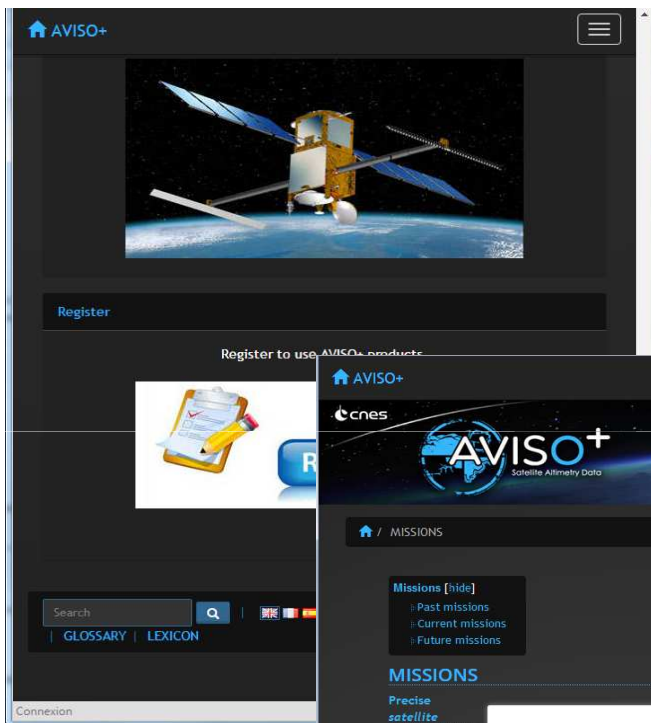 AVISO+
Register
Register to use AVISO+ products
R
Search
GLOSSARY | LEXICON
Connexion
AVISO+
cnes
AVISO+
Satellite Altimetry Data
/ MISSIONS
Missions [hide]
Past missions
Current missions
Future missions
MISSIONS
Precise
satellite